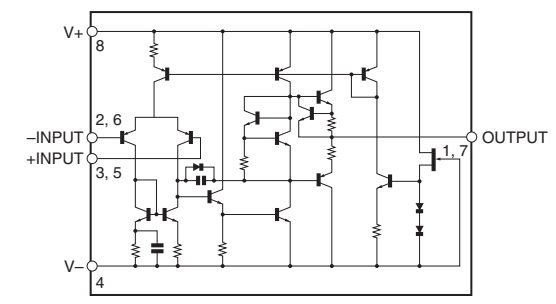 V+
8
2, 6
–INPUT
+INPUT
3, 5
OUTPUT
1, 7
V–
4